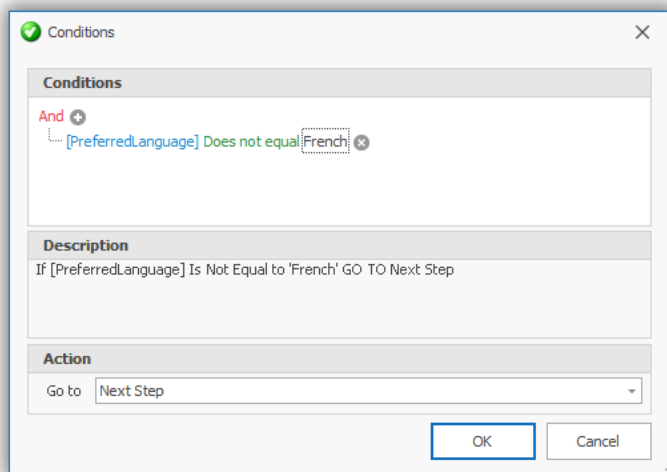 Conditions
Conditions
And
[PreferredLanguage] Does not equal French
Description
If [PreferredLanguage] Is Not Equal to 'French' GO TO Next Step
Action
Go to Next Step
OK Cancel